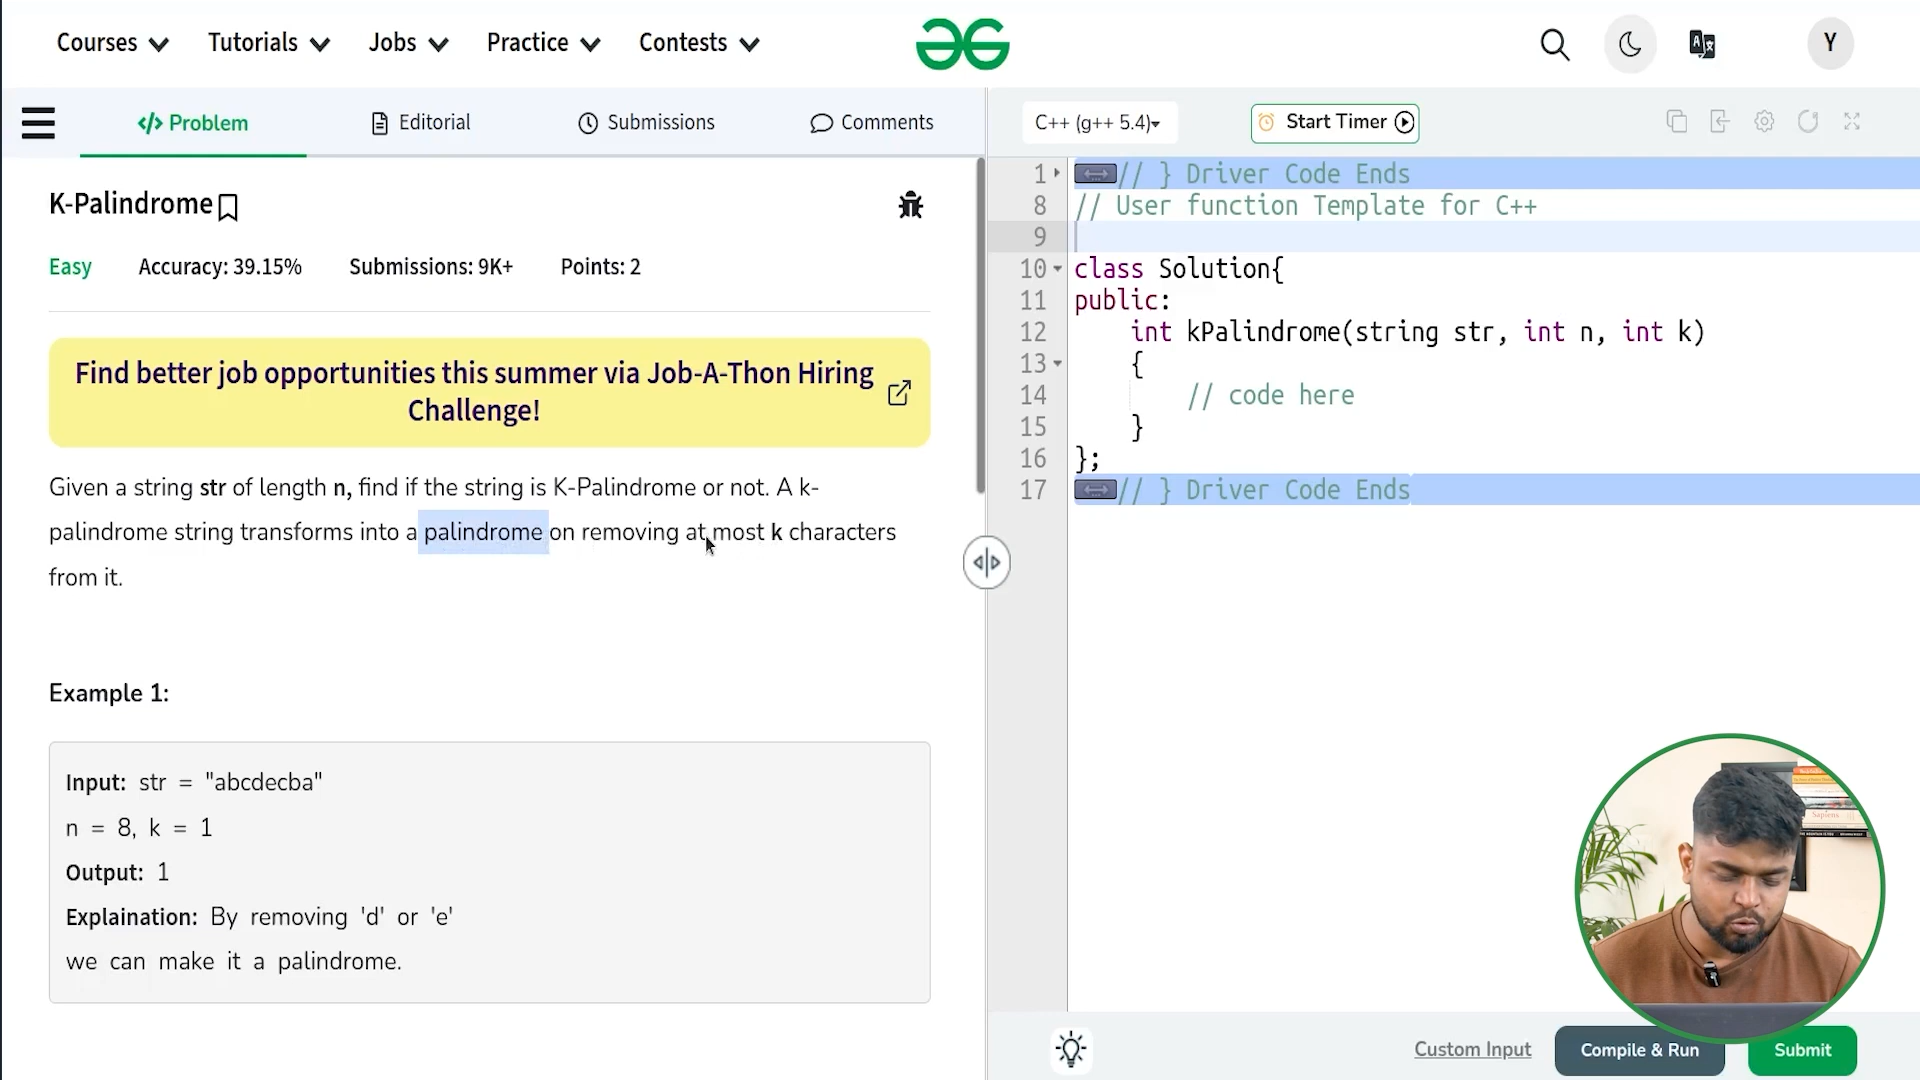 Courses Tutorials Jobs Practice Contests
Y
Problem Editorial Submissions Comments
C++ (g++ 5.4) Start Timer
K-Palindrome
Easy Accuracy: 39.15% Submissions: 9K+ Points: 2
Find better job opportunities this summer via Job-A-Thon Hiring
Challenge!
Given a string str of length n, find if the string is K-Palindrome or not. A k-
palindrome string transforms into a palindrome on removing at most k characters
from it.
Example 1:
Input: str = "abcdecba"
n = 8, k = 1
Output: 1
Explaination: By removing 'd' or 'e'
we can make it a palindrome.
1 // } Driver Code Ends
8 // User function Template for C++
9
10 class Solution{
11 public:
12 int kPalindrome(string str, int n, int k)
13 {
14 // code here
15 }
16 };
17 // } Driver Code Ends
Sapiens
Custom Input Compile & Run Submit